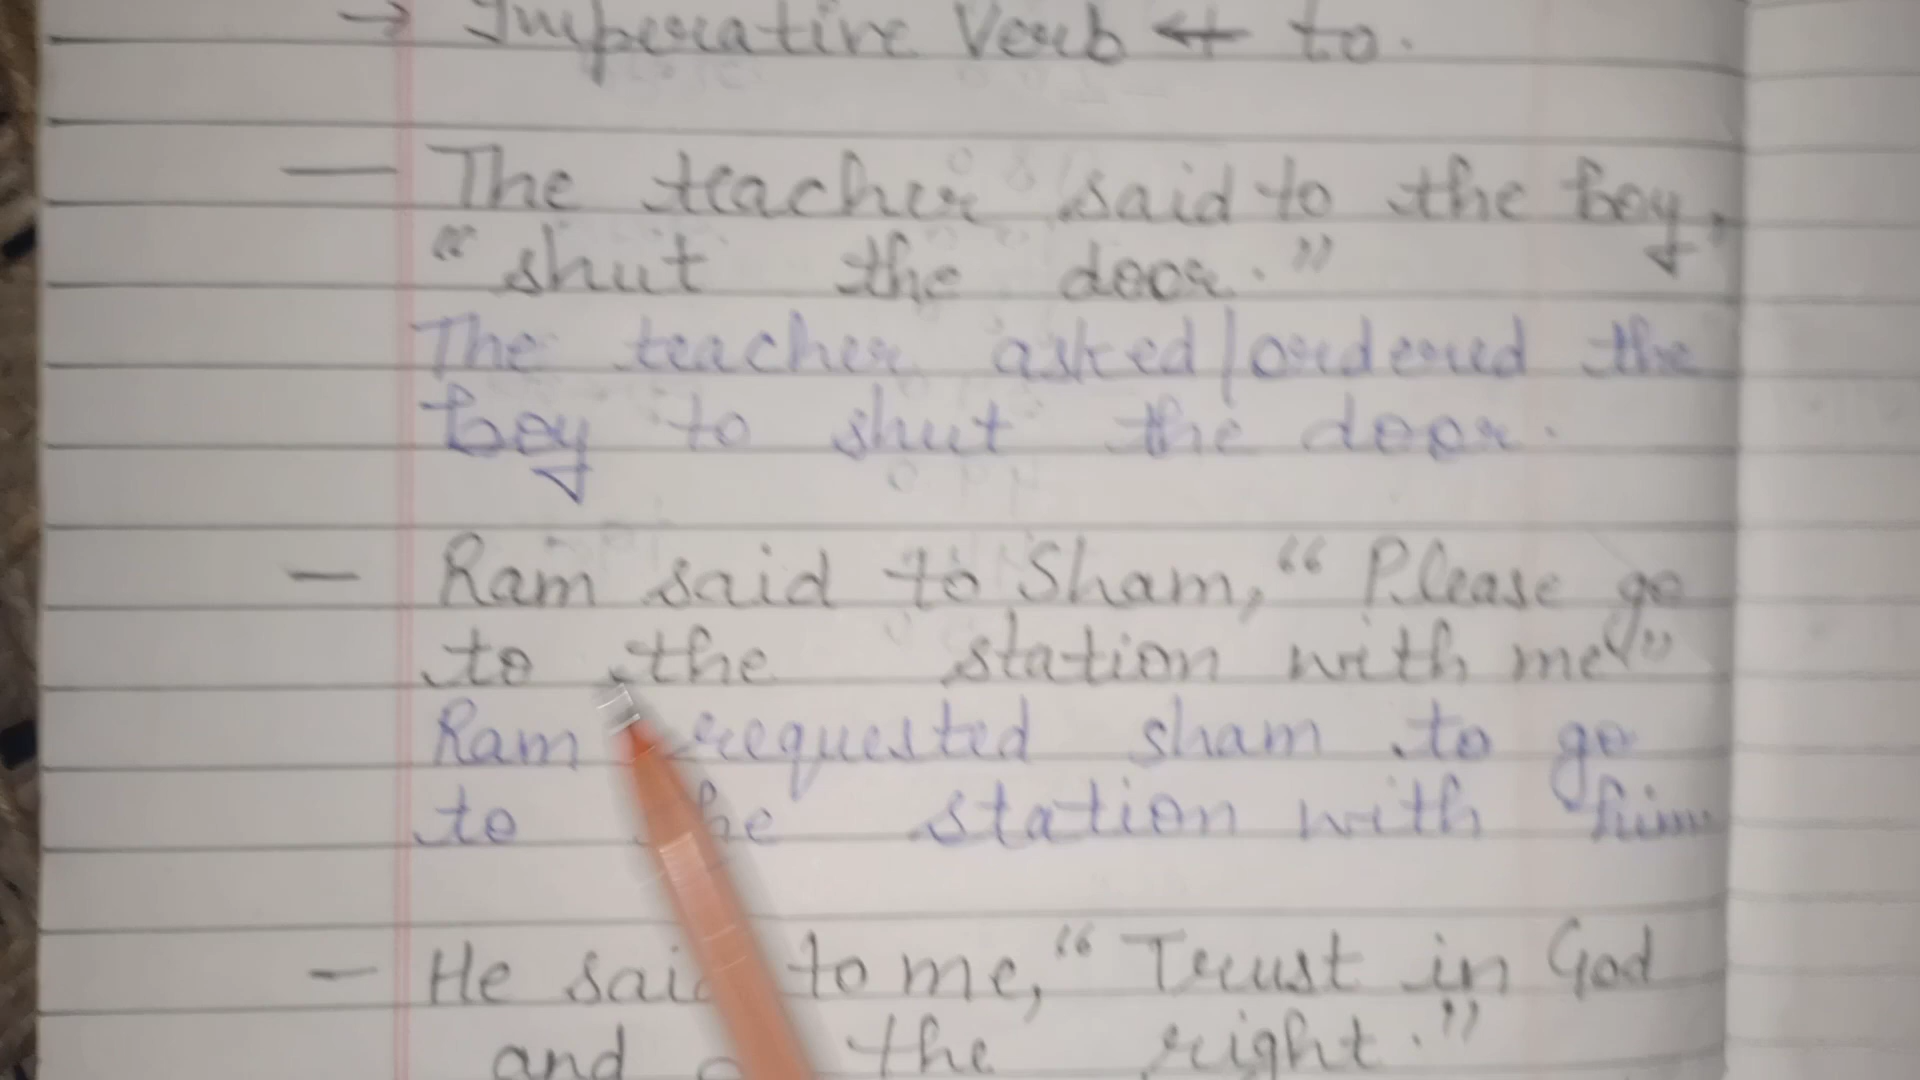 → Imperative Verb ← to.
— The teacher said to the boy,
“shut the door.”
The teacher asked/ordered the
boy to shut the door.
— Ram said to Sham, “Please go
to the station with me”
Ram requested sham to go
to the station with him
— He said to me, “Trust in God
and the right.”